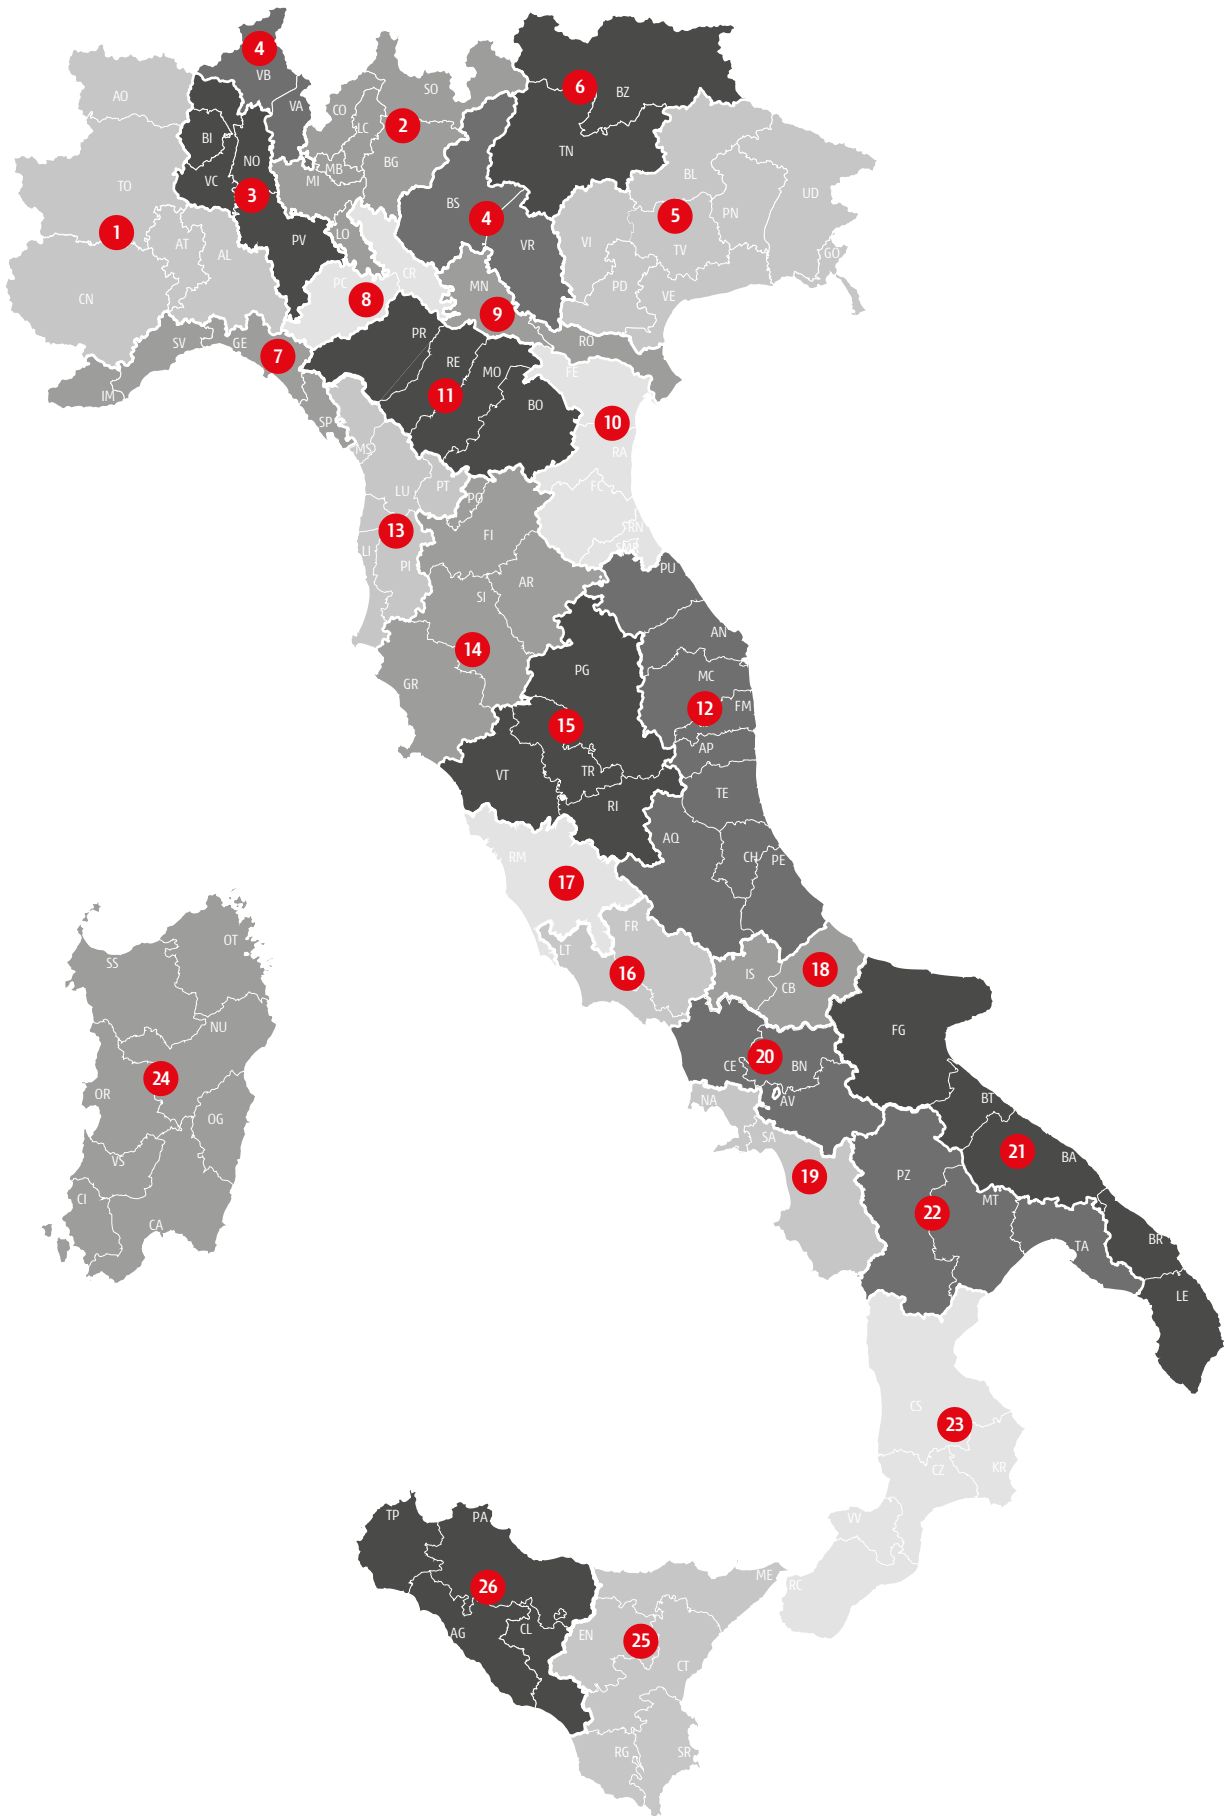 4
VB
6
BZ
AO
VA
CO
SO
LC
2
BI
NO
TN
BG
MB
MI
VC
3
TO
BL
UD
BS
4
5
PN
1
LO
PV
AT
AL
VR
VI
TV
GO
CR
PC
8
MN
PD
VE
CN
9
PR
RO
SV
GE
7
RE
MO
FE
IM
11
BO
10
SP
MS
RA
LU
PT
PO
FC
13
FI
RN
SMR
LI
PI
AR
PU
SI
AN
14
PG
MC
GR
12
FM
15
AP
VT
TR
TE
RI
AQ
RM
CH
PE
17
FR
OT
LT
SS
16
IS
18
CB
NU
FG
20
CE
BN
24
OR
NA
AV
BT
OG
SA
21
BA
VS
19
PZ
MT
CI
22
CA
TA
BR
LE
CS
23
CZ
KR
TP
PA
VV
ME
RC
26
AG
CL
EN
25
CT
RG
SR